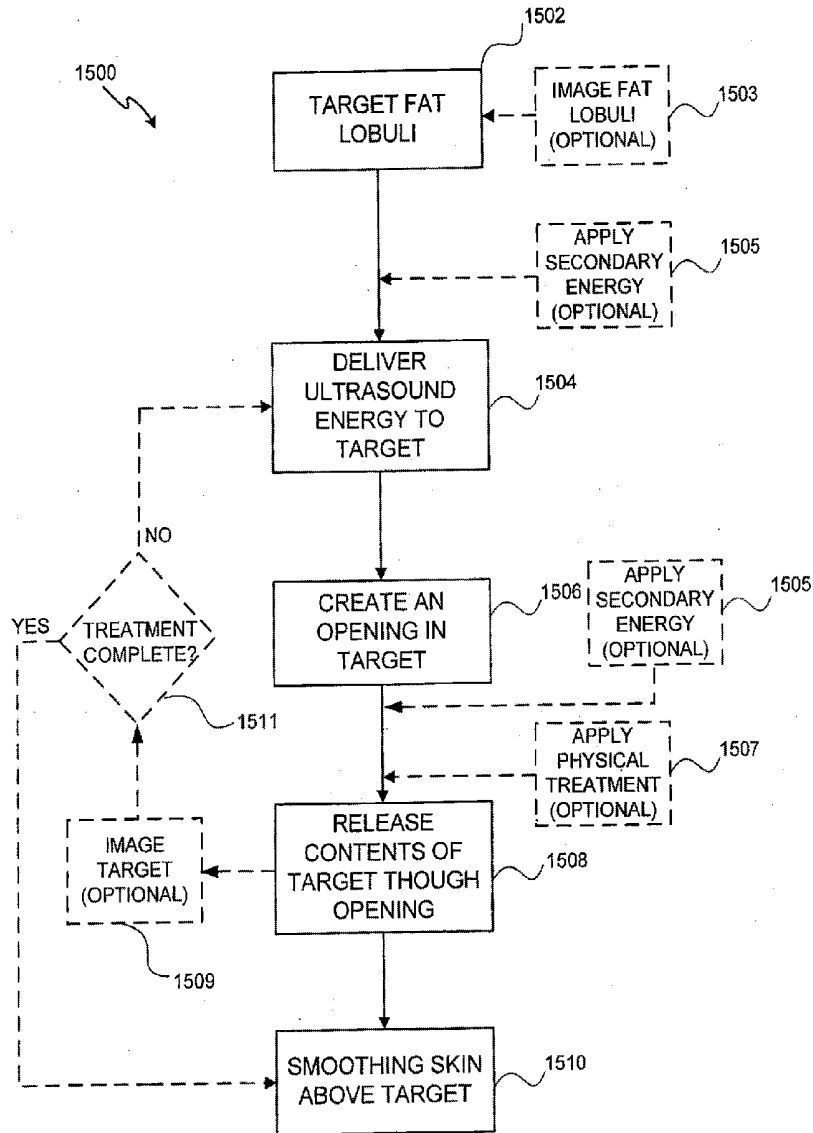 1502
1500
TARGET FAT
LOBULI
IMAGE FAT
LOBULI
(OPTIONAL)
1503
APPLY
SECONDARY
ENERGY
(OPTIONAL)
1505
DELIVER
ULTRASOUND
ENERGY TO
TARGET
1504
NO
YES
TREATMENT
COMPLETE?
1511
CREATE AN
OPENING IN
TARGET
1506
APPLY
SECONDARY
ENERGY
(OPTIONAL)
1505
APPLY
PHYSICAL
TREATMENT
(OPTIONAL)
1507
IMAGE
TARGET
(OPTIONAL)
1509
RELEASE
CONTENTS OF
TARGET THOUGH
OPENING
1508
SMOOTHING SKIN
ABOVE TARGET
1510